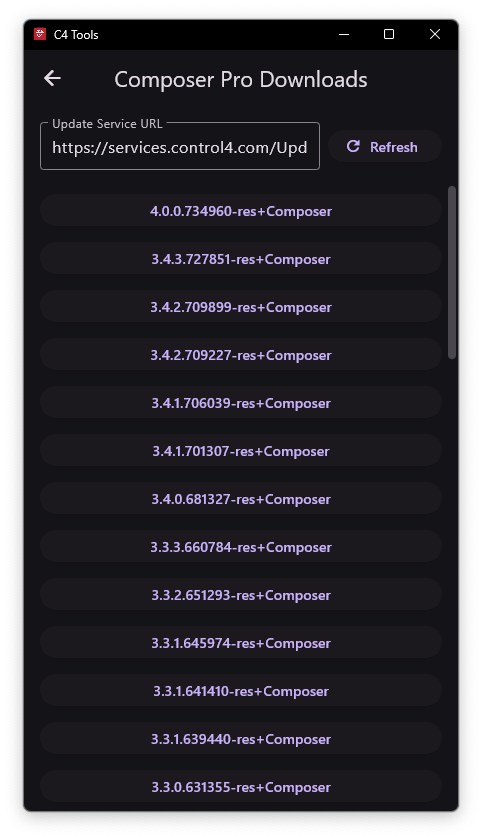 C4 Tools
Composer Pro Downloads
Update Service URL
https://services.control4.com/Upd
Refresh
4.0.0.734960-res+Composer
3.4.3.727851-res+Composer
3.4.2.709899-res+Composer
3.4.2.709227-res+Composer
3.4.1.706039-res+Composer
3.4.1.701307-res+Composer
3.4.0.681327-res+Composer
3.3.3.660784-res+Composer
3.3.2.651293-res+Composer
3.3.1.645974-res+Composer
3.3.1.641410-res+Composer
3.3.1.639440-res+Composer
3.3.0.631355-res+Composer